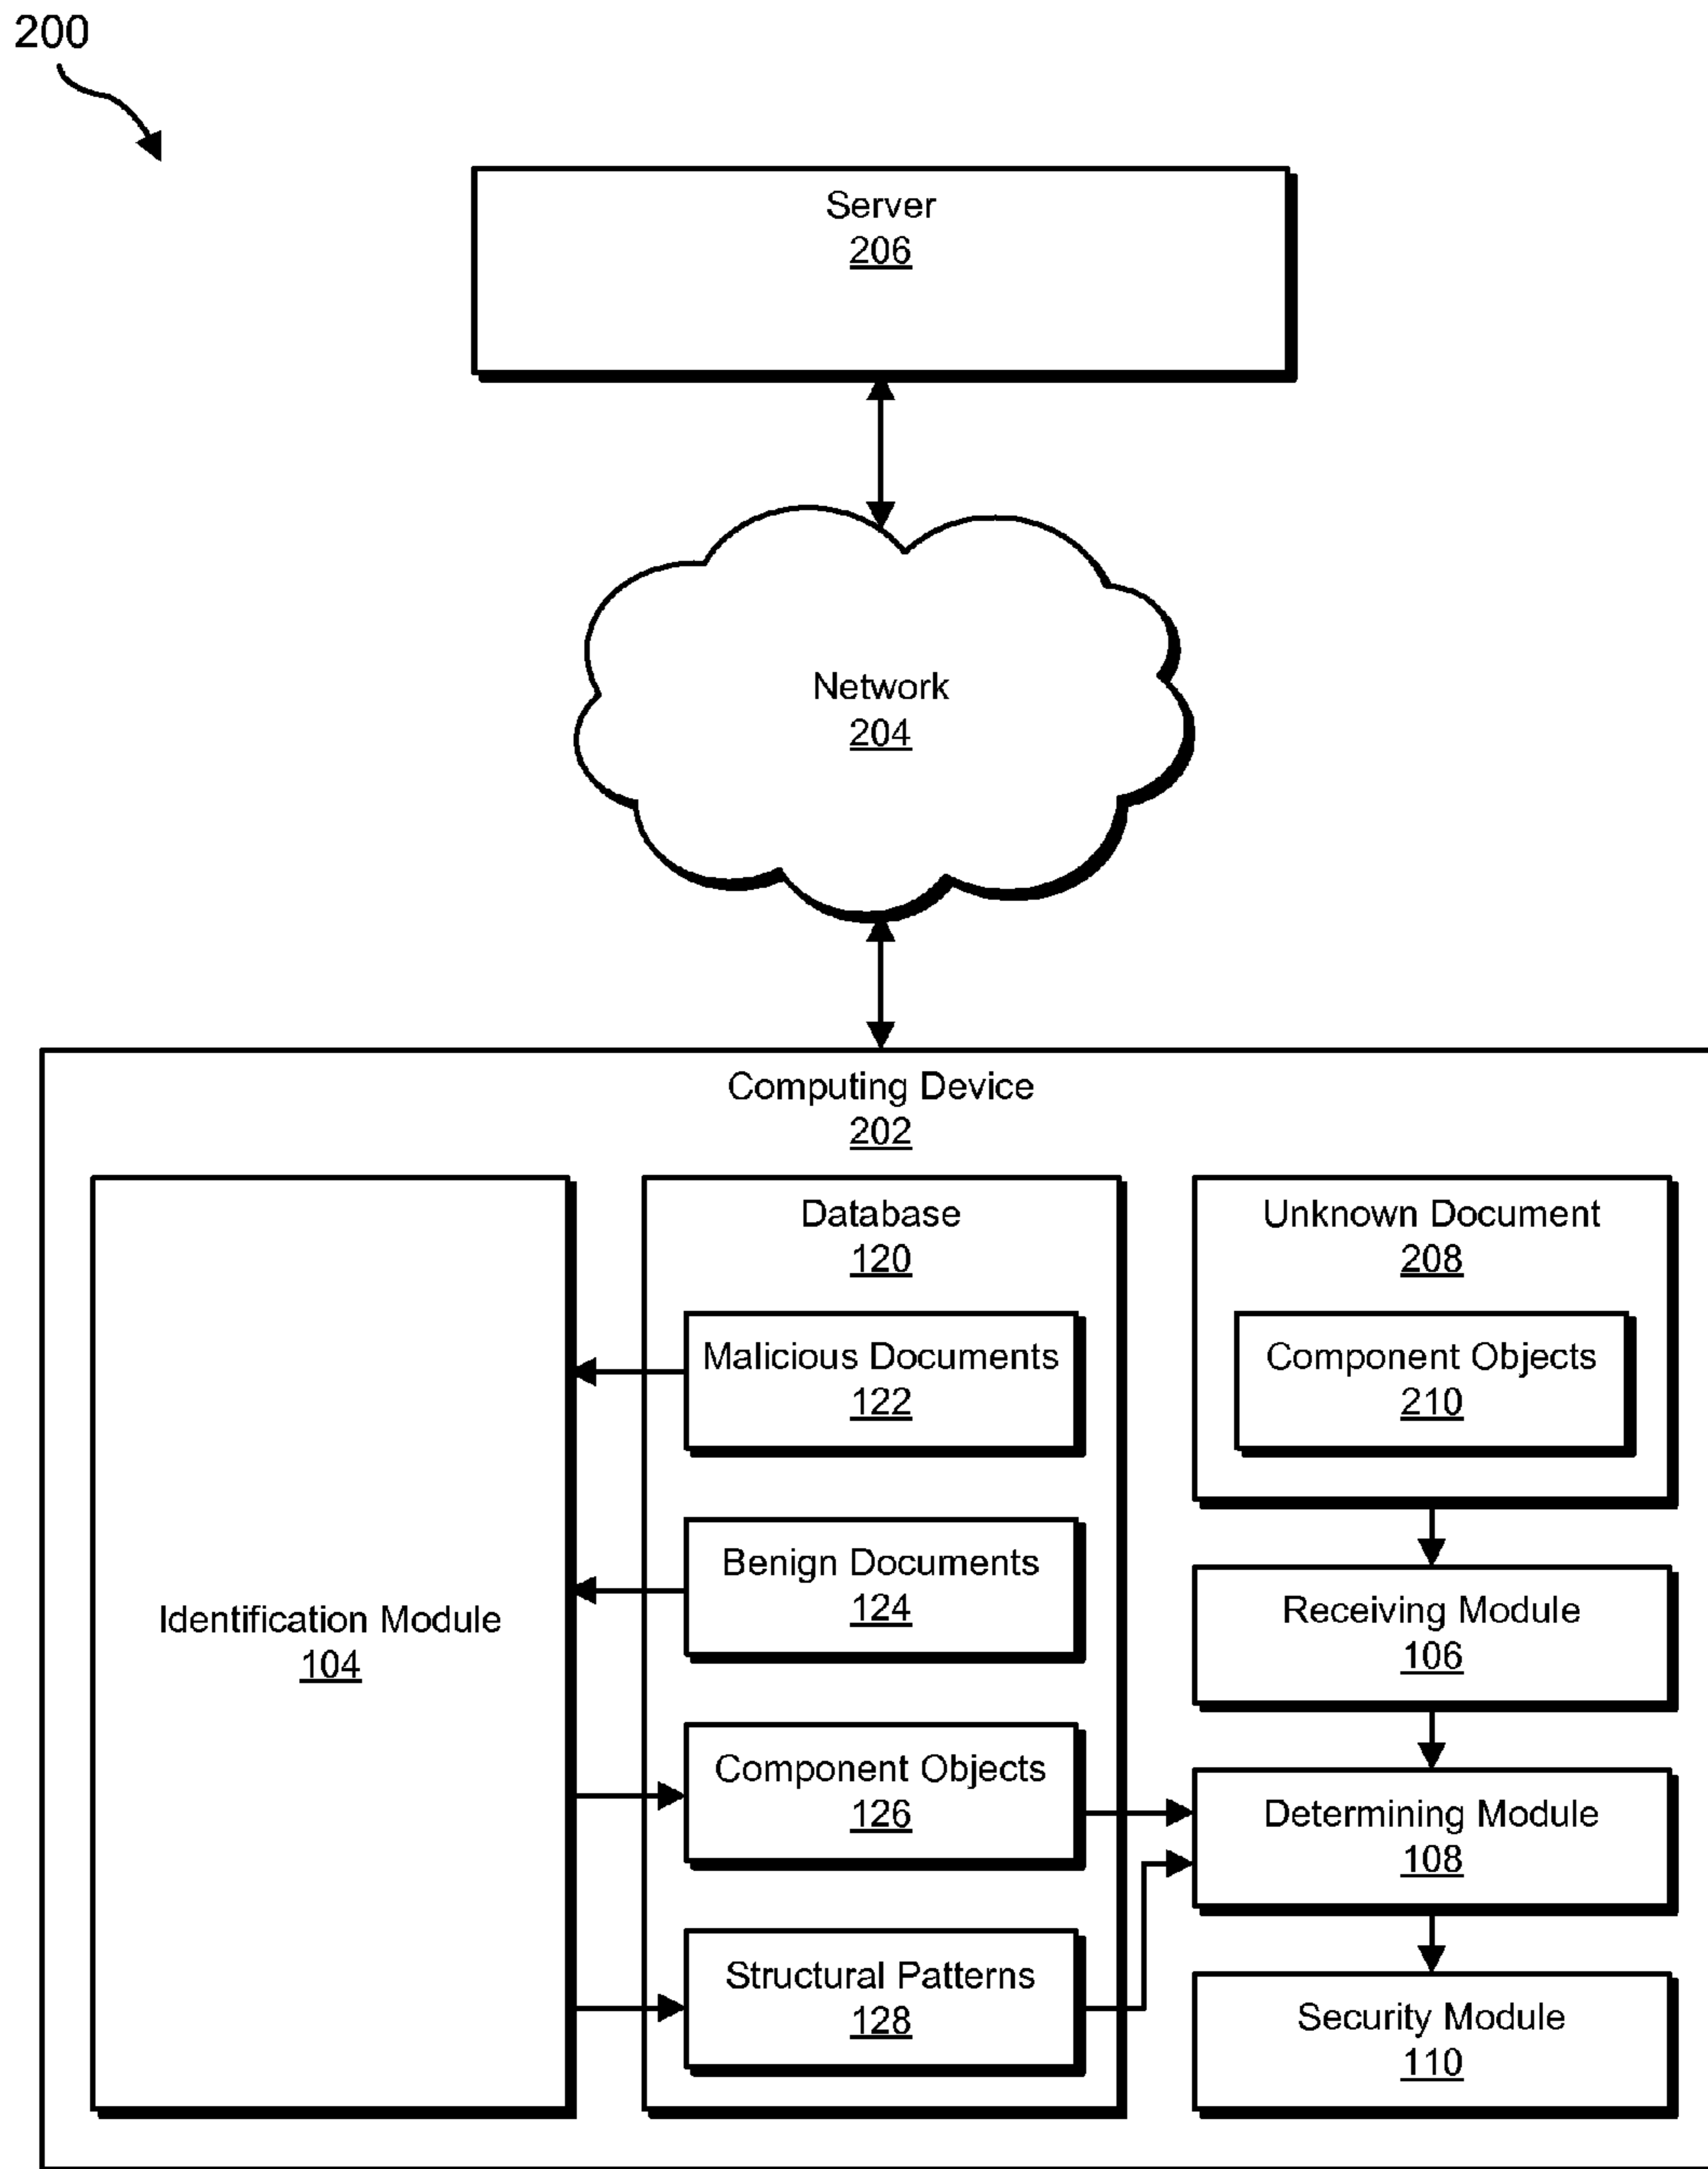 200
Server
206
Network
204
Computing Device
202
Identification Module
104
Database
120
Malicious Documents
122
Benign Documents
124
Component Objects
126
Structural Patterns
128
Unknown Document
208
Component Objects
210
Receiving Module
106
Determining Module
108
Security Module
110